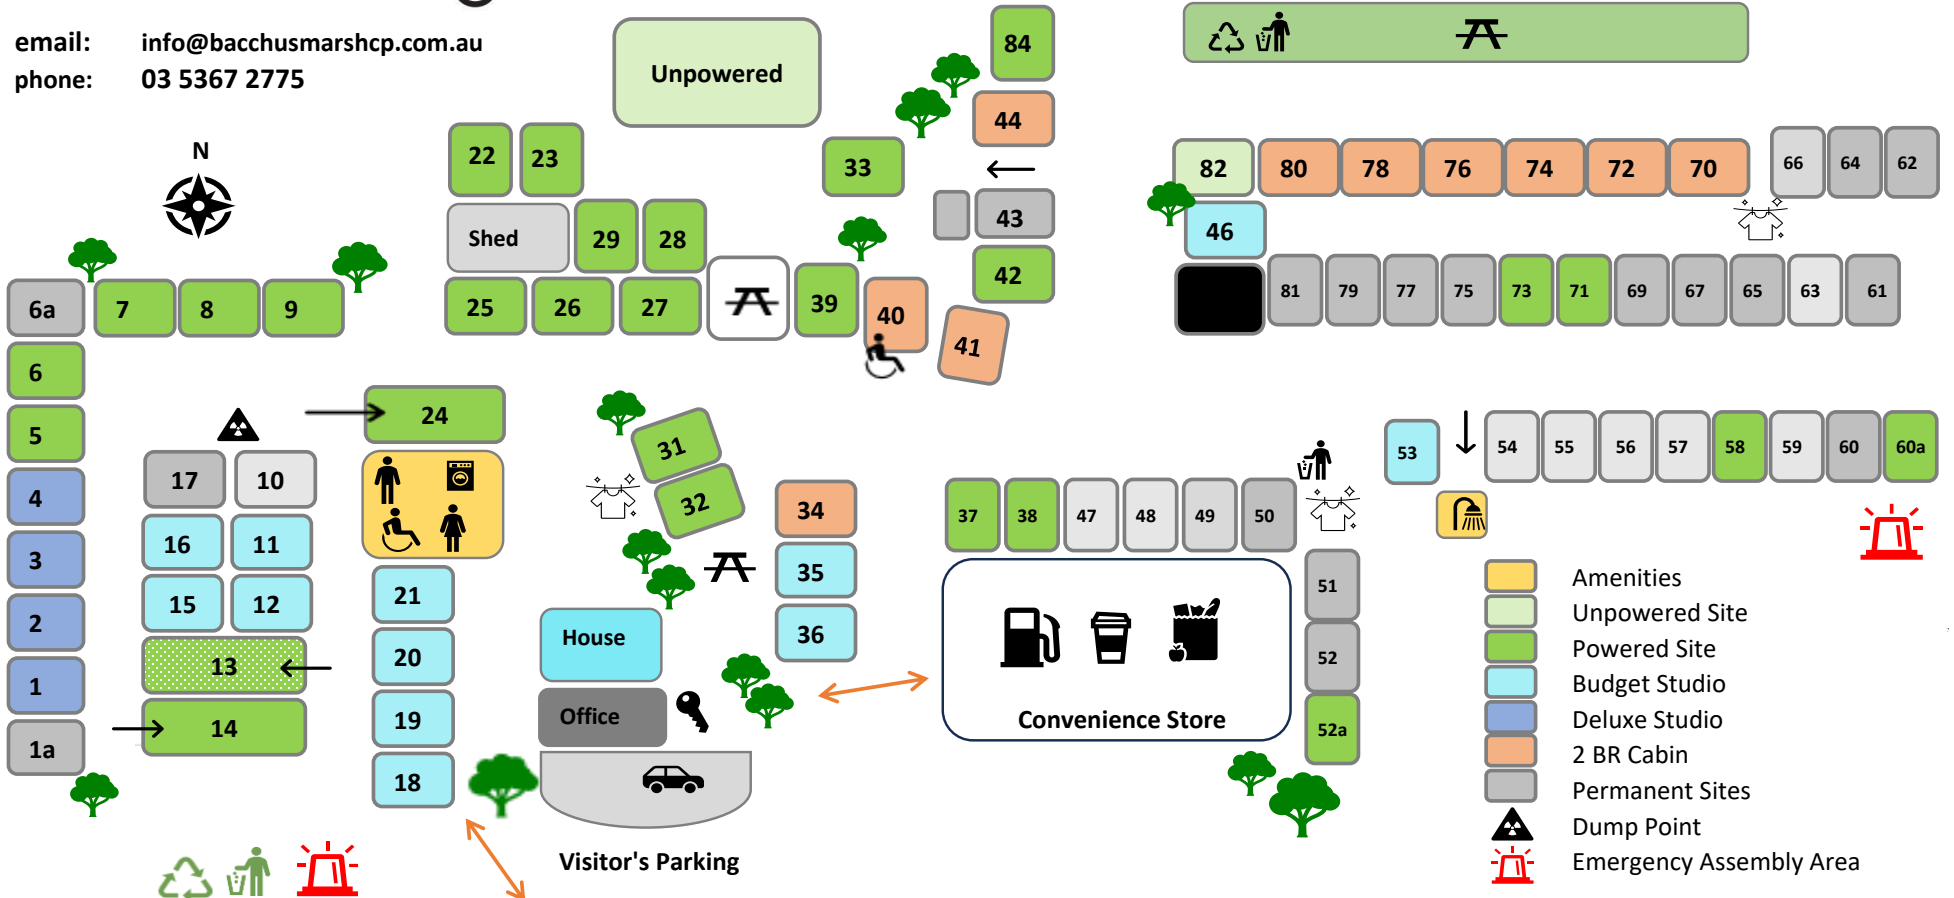 email: info@bacchusmarshcp.com.au
phone: 03 5367 2775
N
Unpowered
84
44
22 23
33
82 80 78 76 74 72 70
66 64 62
Shed
29 28
43
46
42
6a 7 8 9
25 26 27
39 40
41
81 79 77 75 73 71 69 67 65 63 61
6
5
24
31
32
53
54 55 56 57 58 59 60 60a
4
17 10
34
37 38 47 48 49 50
3
16 11
35
51
2
15 12
21
36
House
20
13
52
1
19
Office
Convenience Store
52a
1a
14
18
Visitor's Parking
Amenities
Unpowered Site
Powered Site
Budget Studio
Deluxe Studio
2 BR Cabin
Permanent Sites
Dump Point
Emergency Assembly Area